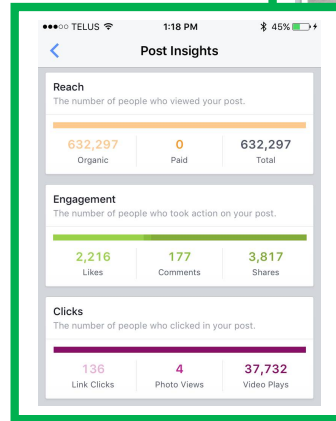 ●●●○○ TELUS 1:18 PM 45%
Post Insights
Reach
The number of people who viewed your post.
632,297 0 632,297
Organic Paid Total
Engagement
The number of people who took action on your post.
2,216 177 3,817
Likes Comments Shares
Clicks
The number of people who clicked in your post.
136 4 37,732
Link Clicks Photo Views Video Plays